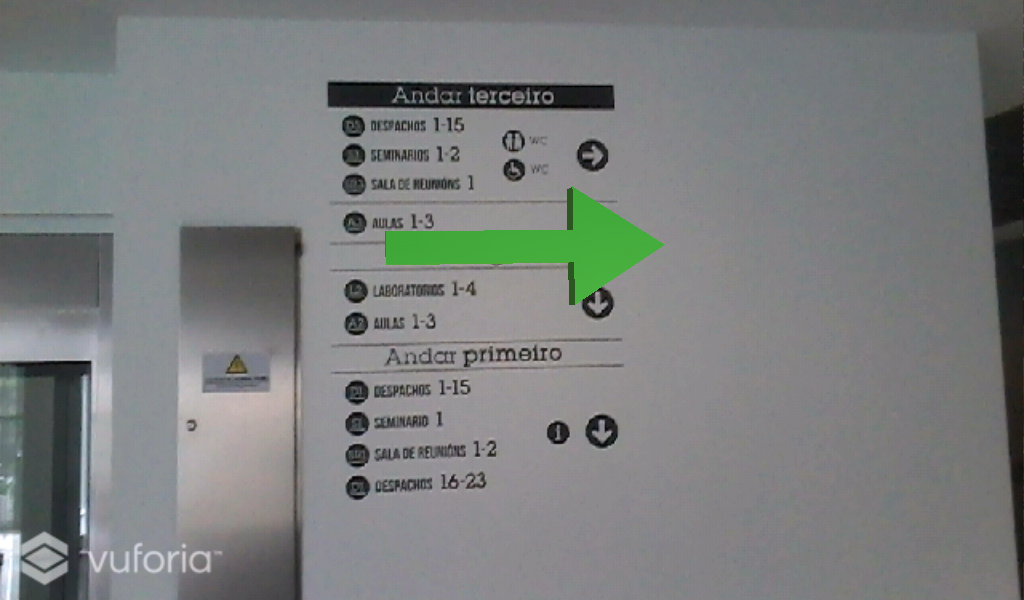 Andar terceiro
DESPACHOS 1-15
SEMINARIOS 1-2
SALA DE REUNIÓNS 1
WC
WC
AULAS 1-3
LABORATORIOS 1-4
AULAS 1-3
Andar primeiro
DESPACHOS 1-15
SEMINARIO 1
SALA DE REUNIÓNS 1-2
DESPACHOS 16-23
vuforia™